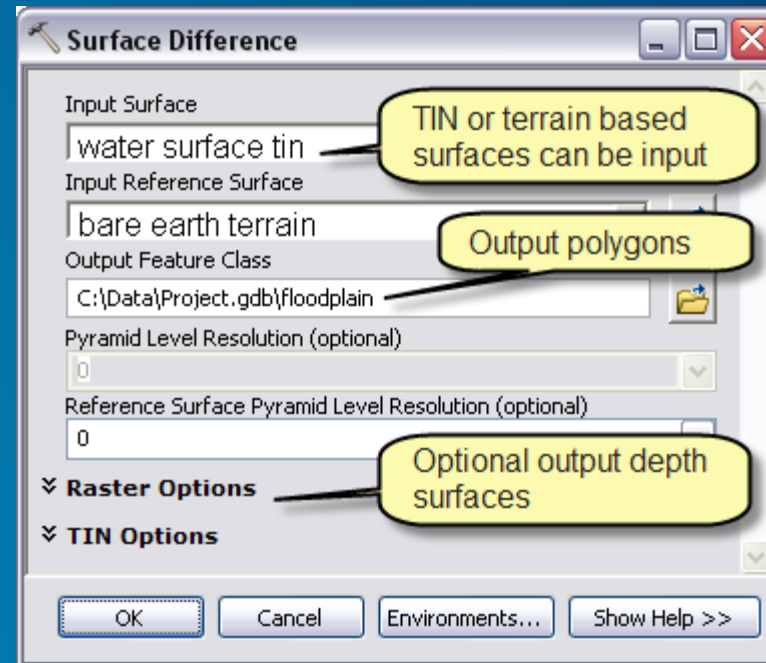 Surface Difference
Input Surface
water surface tin
TIN or terrain based
surfaces can be input
Input Reference Surface
bare earth terrain
Output polygons
Output Feature Class
C:\Data\Project.gdb\floodplain
Pyramid Level Resolution (optional)
0
Reference Surface Pyramid Level Resolution (optional)
0
Optional output depth
surfaces
Raster Options
TIN Options
OK
Cancel
Environments...
Show Help >>